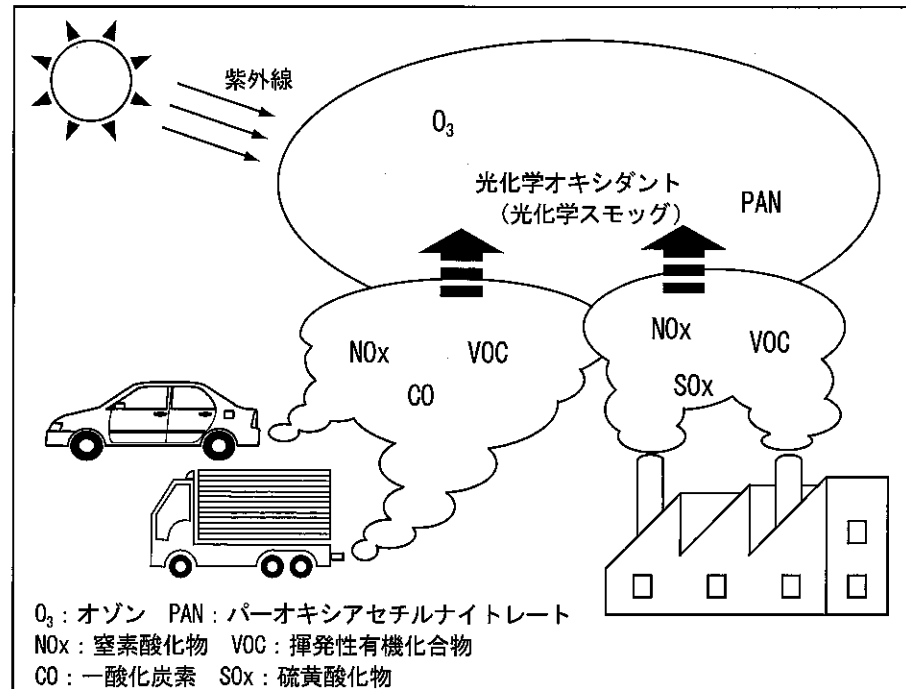 紫外線
O₃
光化学オキシダント
(光化学スモッグ)
PAN
NOx
VOC
CO
NOx
VOC
SOx
O₃：オゾン　PAN：パーオキシアセチルナイトレート
NOx：窒素酸化物　VOC：揮発性有機化合物
CO：一酸化炭素　SOx：硫黄酸化物